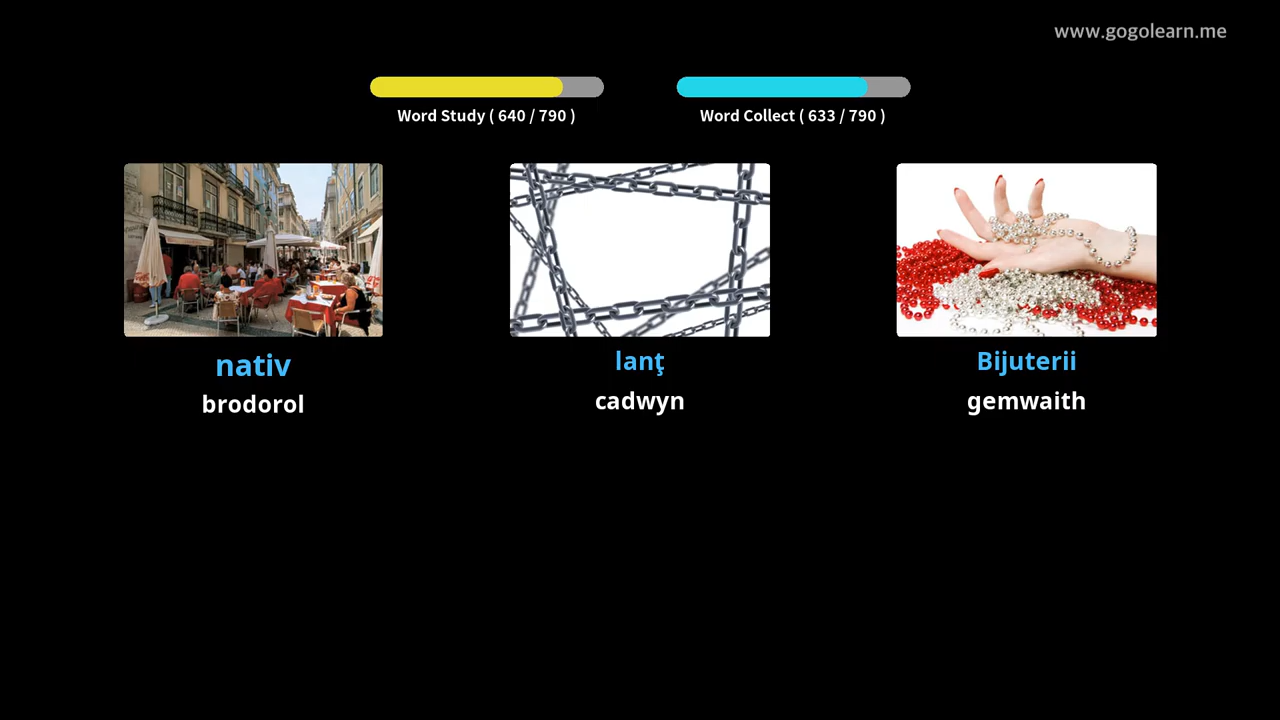 www.gogolearn.me
Word Study ( 640 / 790 )
Word Collect ( 633 / 790 )
nativ
brodorol
lanţ
cadwyn
Bijuterii
gemwaith